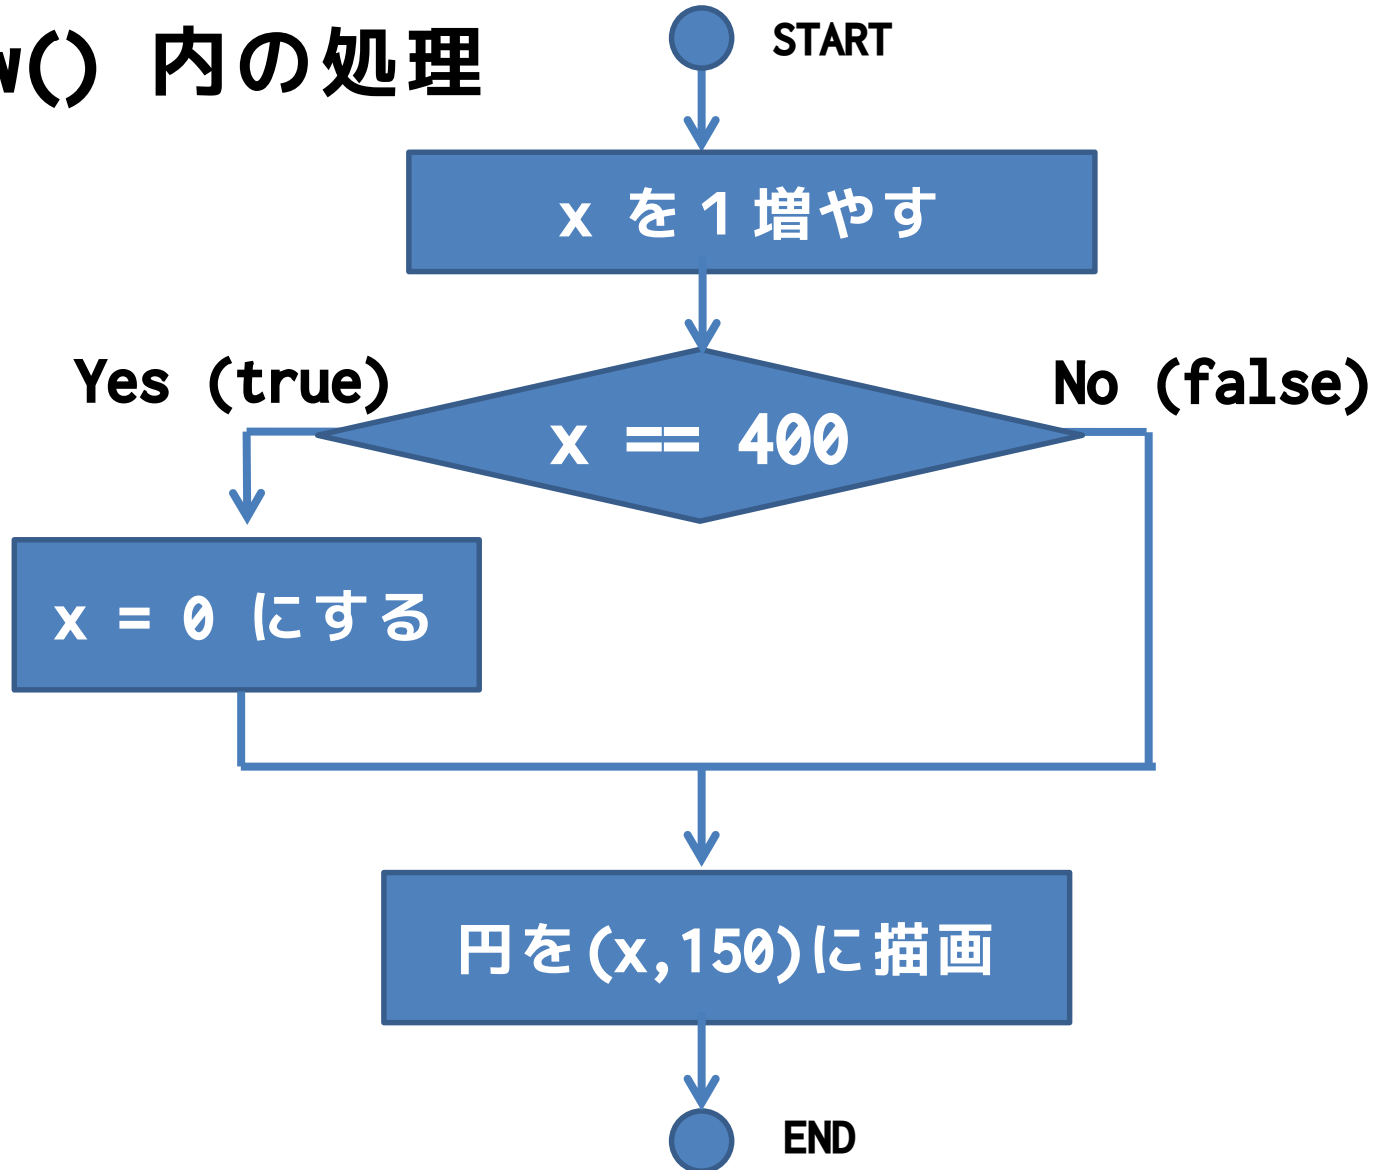 w() 内の処理
START
x を1増やす
Yes (true)
No (false)
x == 400
x = 0 にする
円を(x,150)に描画
END